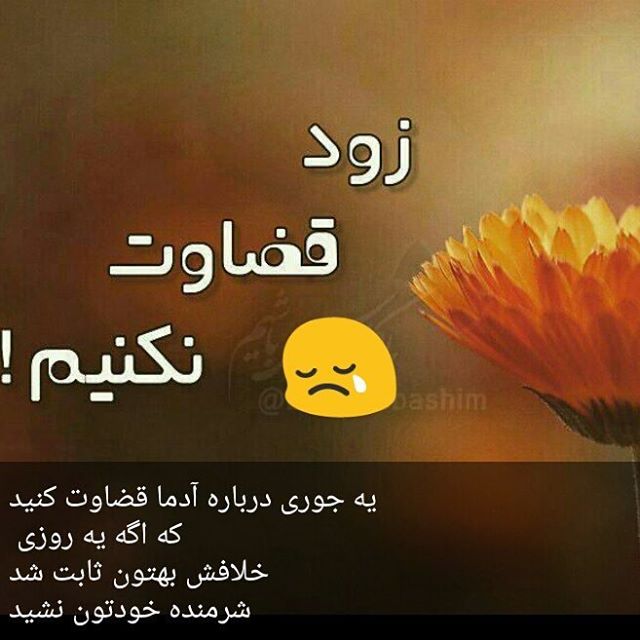 زود
قضاوت
نکنیم !
یه جوری درباره آدما قضاوت کنید
که اگه یه روزی
خلافش بهتون ثابت شد
شرمنده خودتون نشید